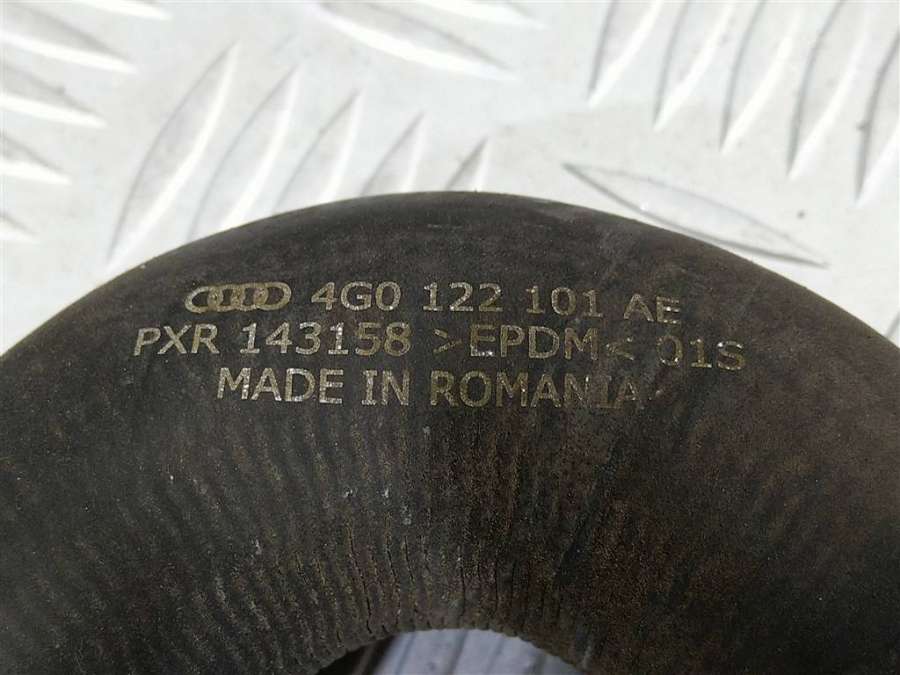 4G0 122 101 AE
PXR 143158 >EPDM< 01S
MADE IN ROMANIA